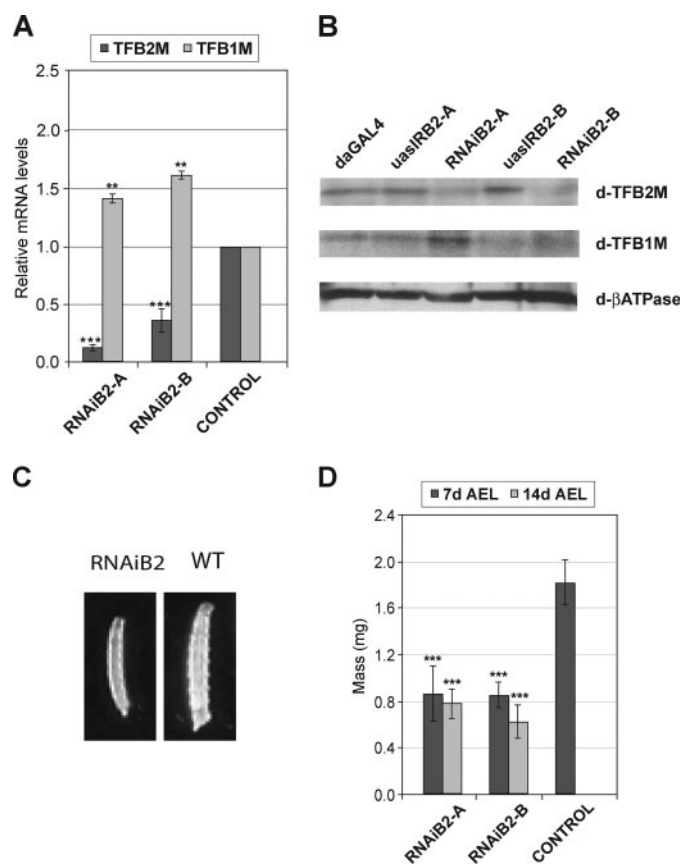 A
TFB2M TFB1M
2.5
2.0
1.5
1.0
0.5
0.0
Relative mRNA levels
** ** *** ***
RNAiB2-A
RNAiB2-B
CONTROL
B
daGAL4
uasIRB2-A
RNAiB2-A
uasIRB2-B
RNAiB2-B
d-TFB2M
d-TFB1M
d-βATPase
C
RNAiB2 WT
D
7d AEL 14d AEL
2.4
2.0
1.6
1.2
0.8
0.4
0.0
Mass (mg)
*** *** *** ***
RNAiB2-A
RNAiB2-B
CONTROL